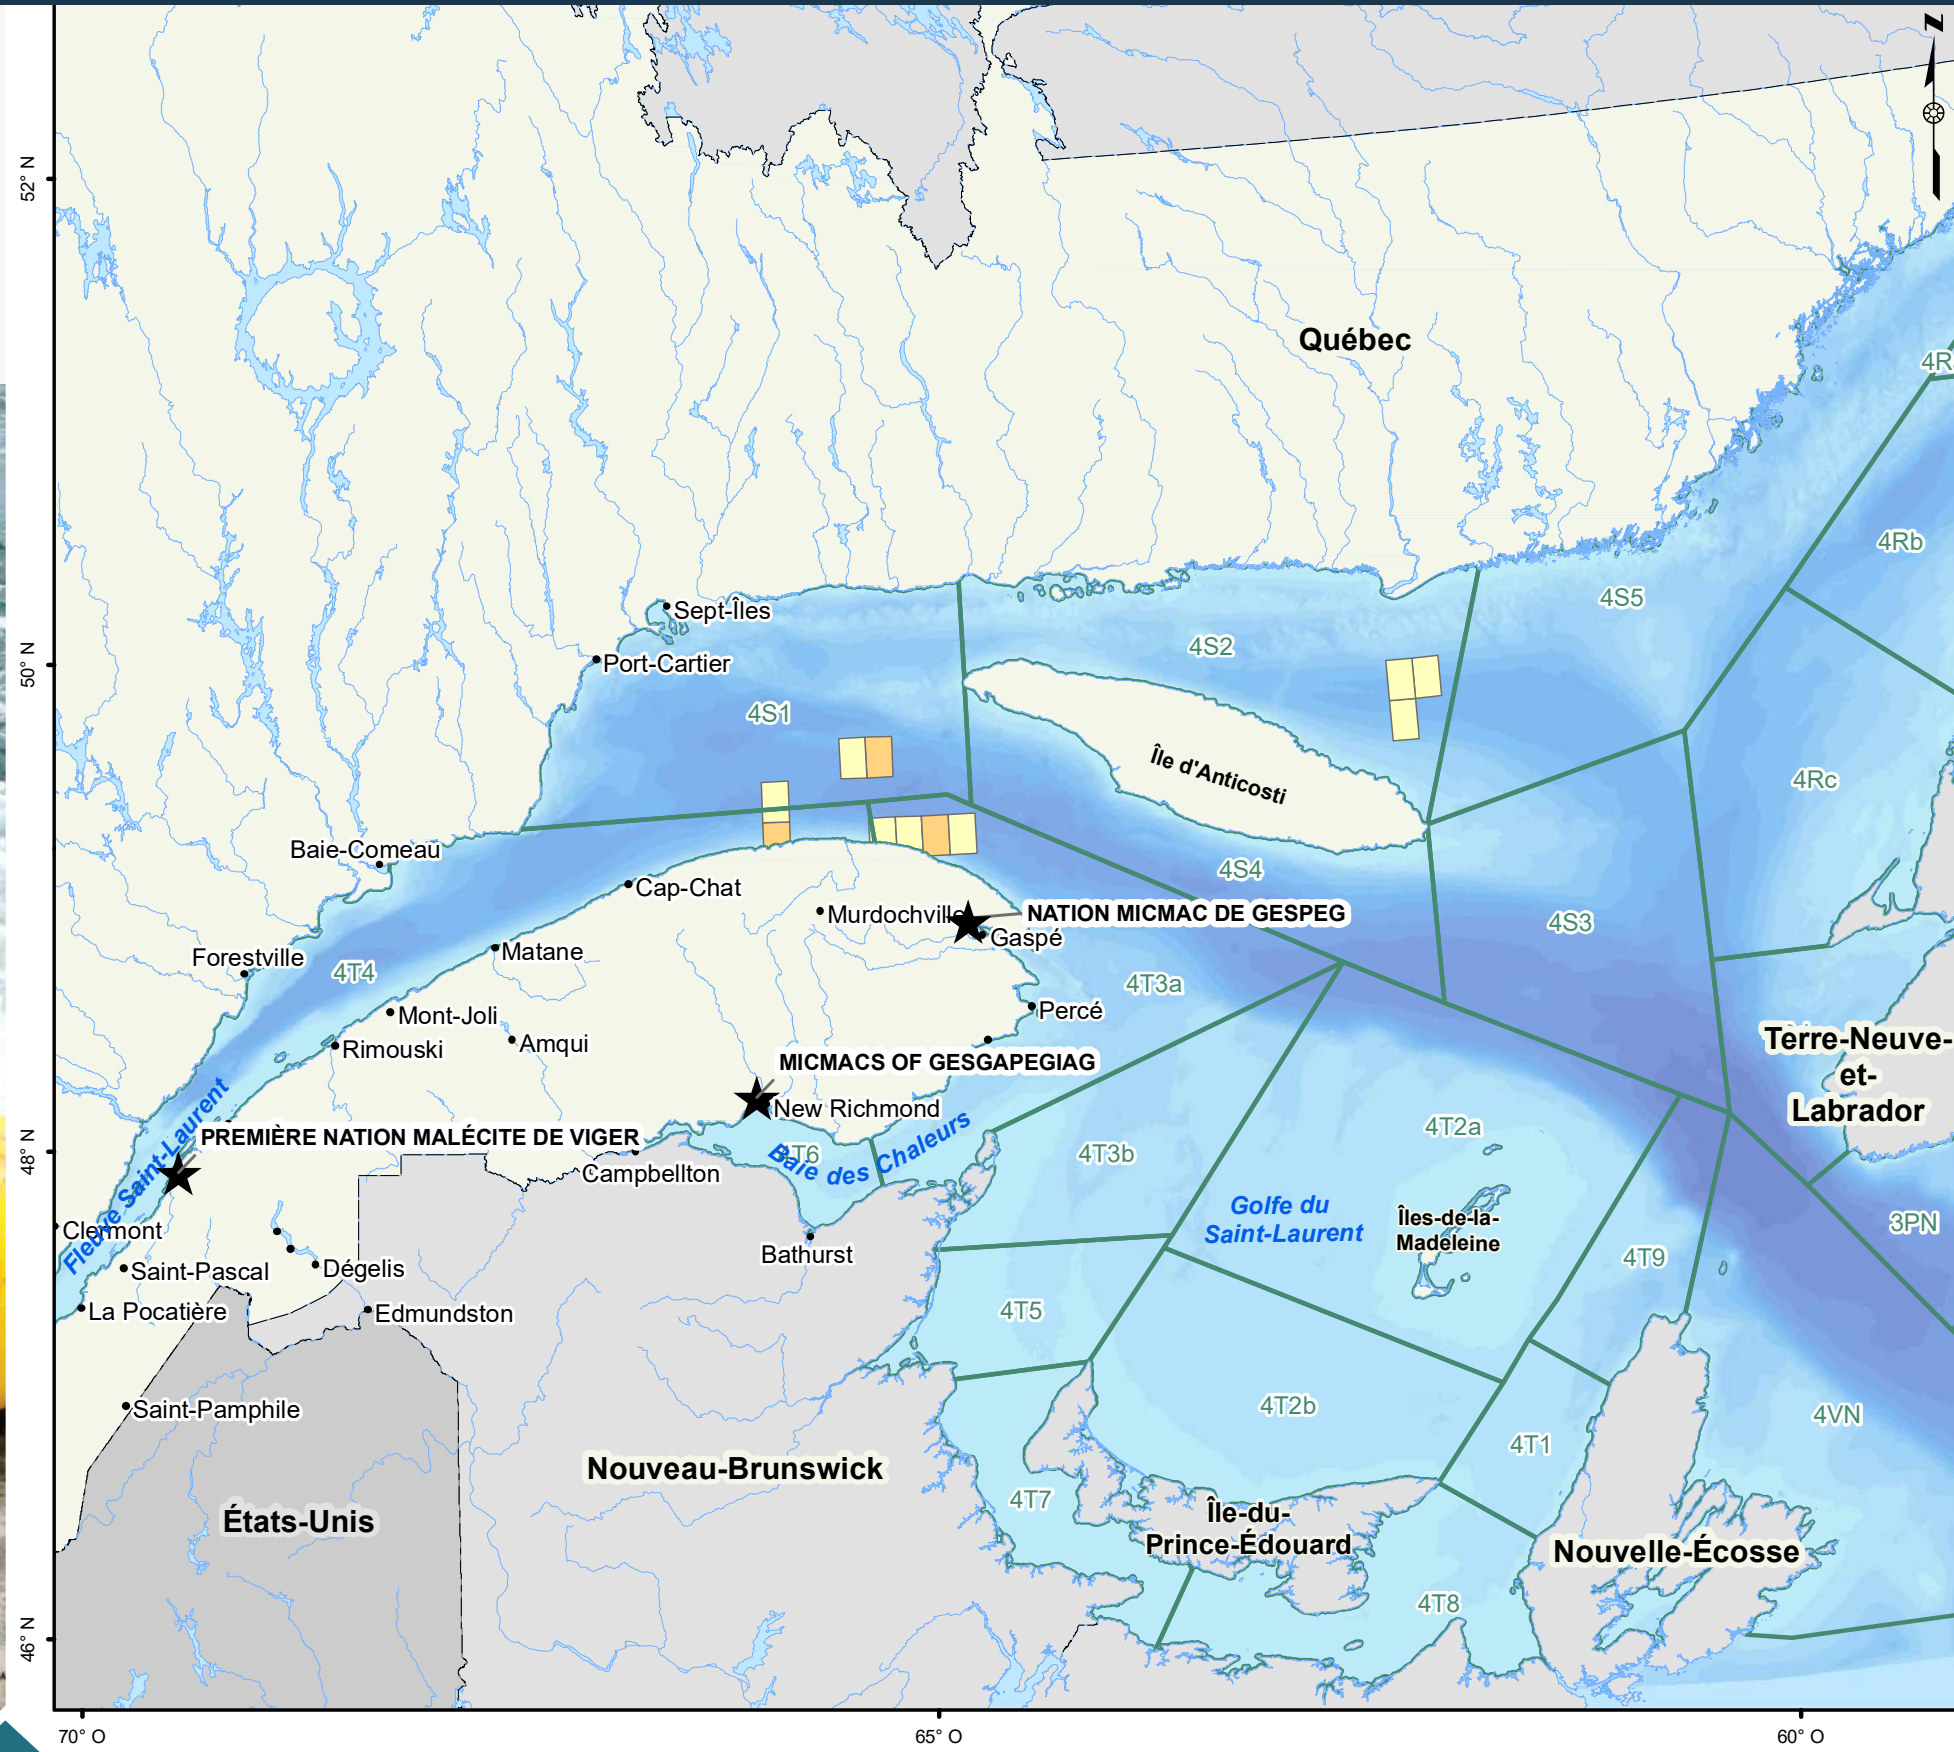 N
52° N
50° N
48° N
46° N
70° O
65° O
60° O
Québec
4R
4Rb
4S5
4S2
Sept-Îles
Port-Cartier
4S1
Île d'Anticosti
4Rc
Baie-Comeau
4S4
Cap-Chat
Murdochville
NATION MICMAC DE GESPEG
Gaspé
4S3
Matane
Forestville
4T4
4T3a
Percé
Mont-Joli
Rimouski
Amqui
Terre-Neuve-
et-
Labrador
MICMACS OF GESGAPEGIAG
New Richmond
Fleuve Saint-Laurent
PREMIÈRE NATION MALÉCITE DE VIGER
4T6
Baie des Chaleurs
4T3b
4T2a
Campbellton
Golfe du
Saint-Laurent
Îles-de-la-
Madeleine
3PN
Clermont
Bathurst
4T9
Saint-Pascal
Dégelis
La Pocatière
Edmundston
4T5
Saint-Pamphile
4T2b
4VN
4T1
Nouveau-Brunswick
4T7
États-Unis
Île-du-
Prince-Édouard
Nouvelle-Écosse
4T8